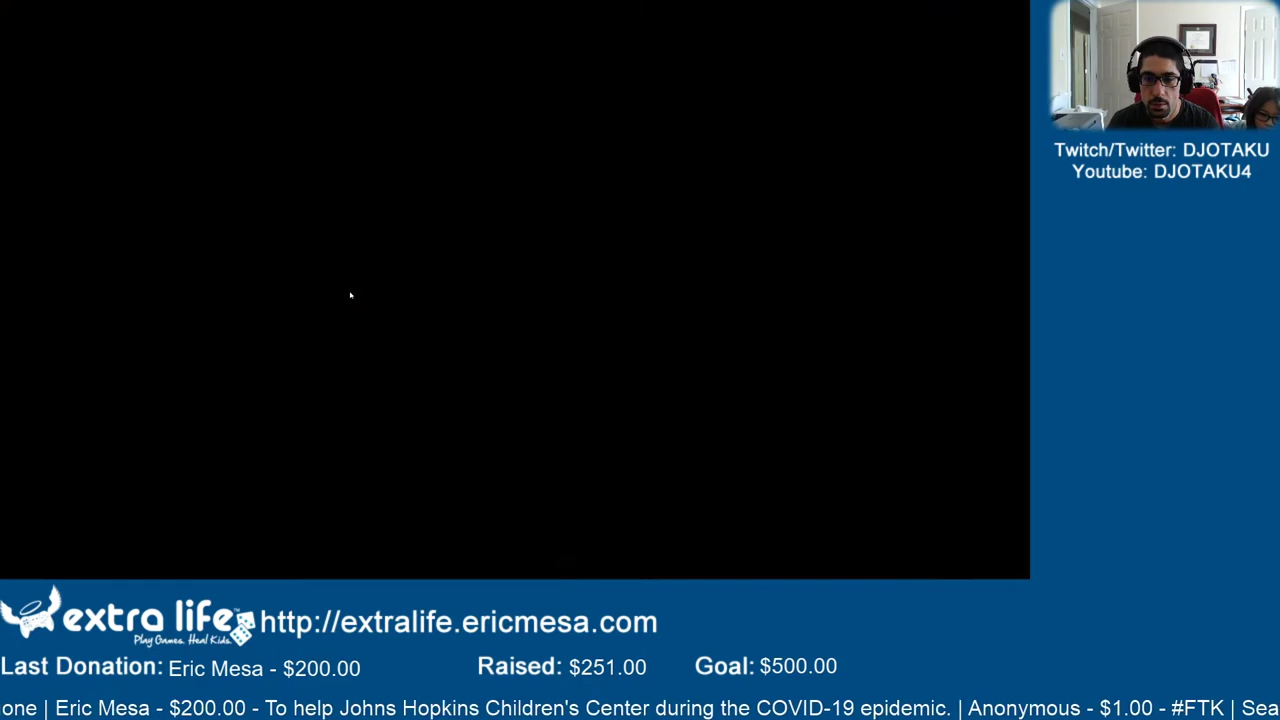 Twitch/Twitter: DJOTAKU
Youtube: DJOTAKU4
extra life
Play Games. Heal Kids.
http://extralife.ericmesa.com
Last Donation: Eric Mesa - $200.00
Raised: $251.00
Goal: $500.00
one | Eric Mesa - $200.00 - To help Johns Hopkins Children's Center during the COVID-19 epidemic. | Anonymous - $1.00 - #FTK | Sea